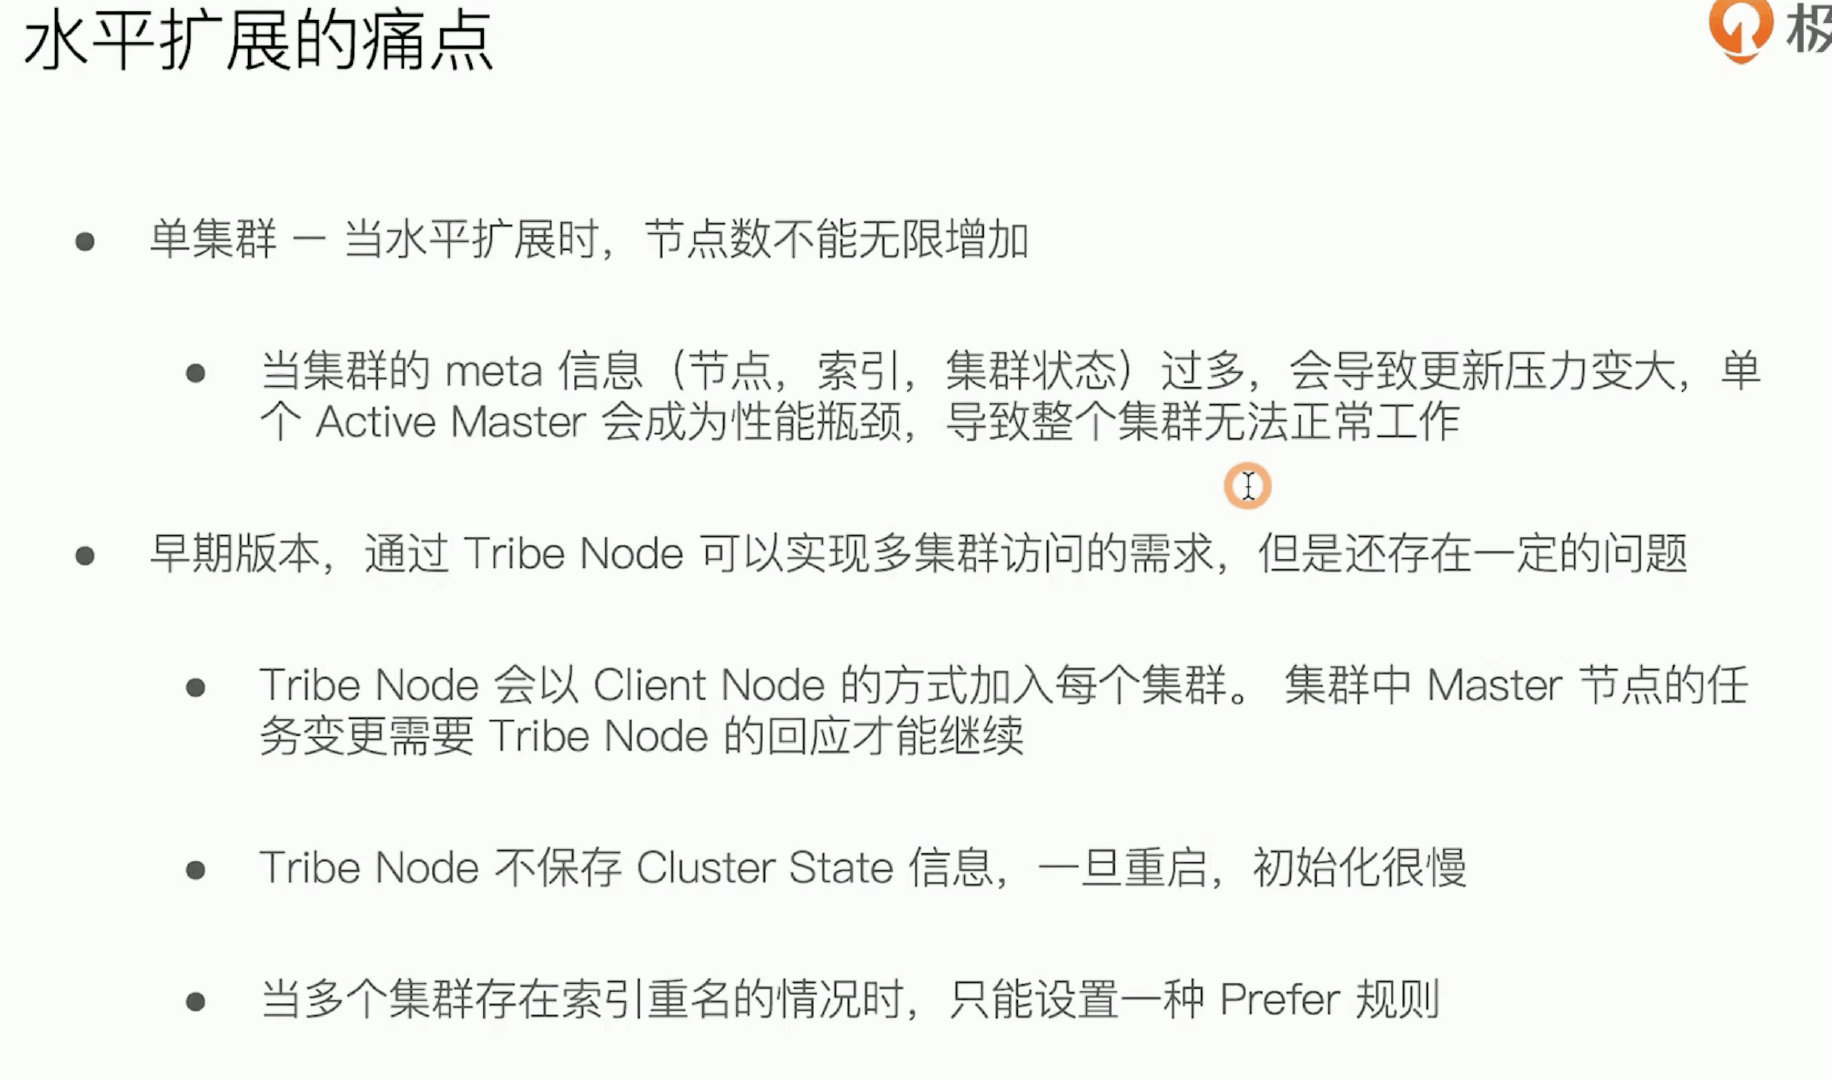 水平扩展的痛点
极
单集群 – 当水平扩展时，节点数不能无限增加
当集群的 meta 信息（节点，索引，集群状态）过多，会导致更新压力变大，单
个 Active Master 会成为性能瓶颈，导致整个集群无法正常工作
早期版本，通过 Tribe Node 可以实现多集群访问的需求，但是还存在一定的问题
Tribe Node 会以 Client Node 的方式加入每个集群。 集群中 Master 节点的任
务变更需要 Tribe Node 的回应才能继续
Tribe Node 不保存 Cluster State 信息，一旦重启，初始化很慢
当多个集群存在索引重名的情况时，只能设置一种 Prefer 规则